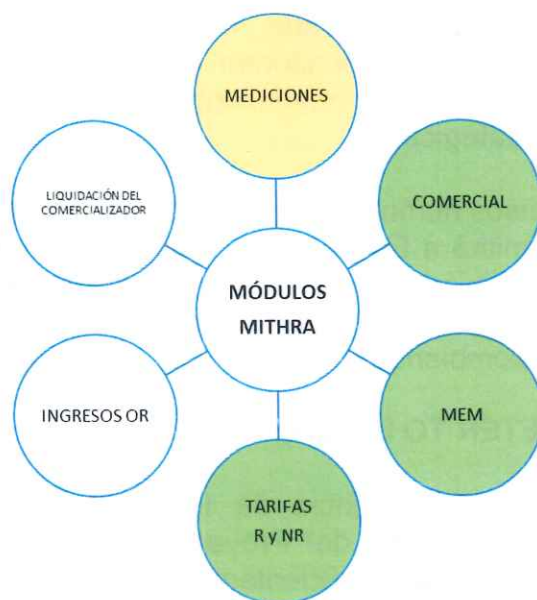 MEDICIONES
LIQUIDACIÓN DEL
COMERCIALIZADOR
COMERCIAL
MÓDULOS
MITHRA
INGRESOS OR
MEM
TARIFAS
R y NR